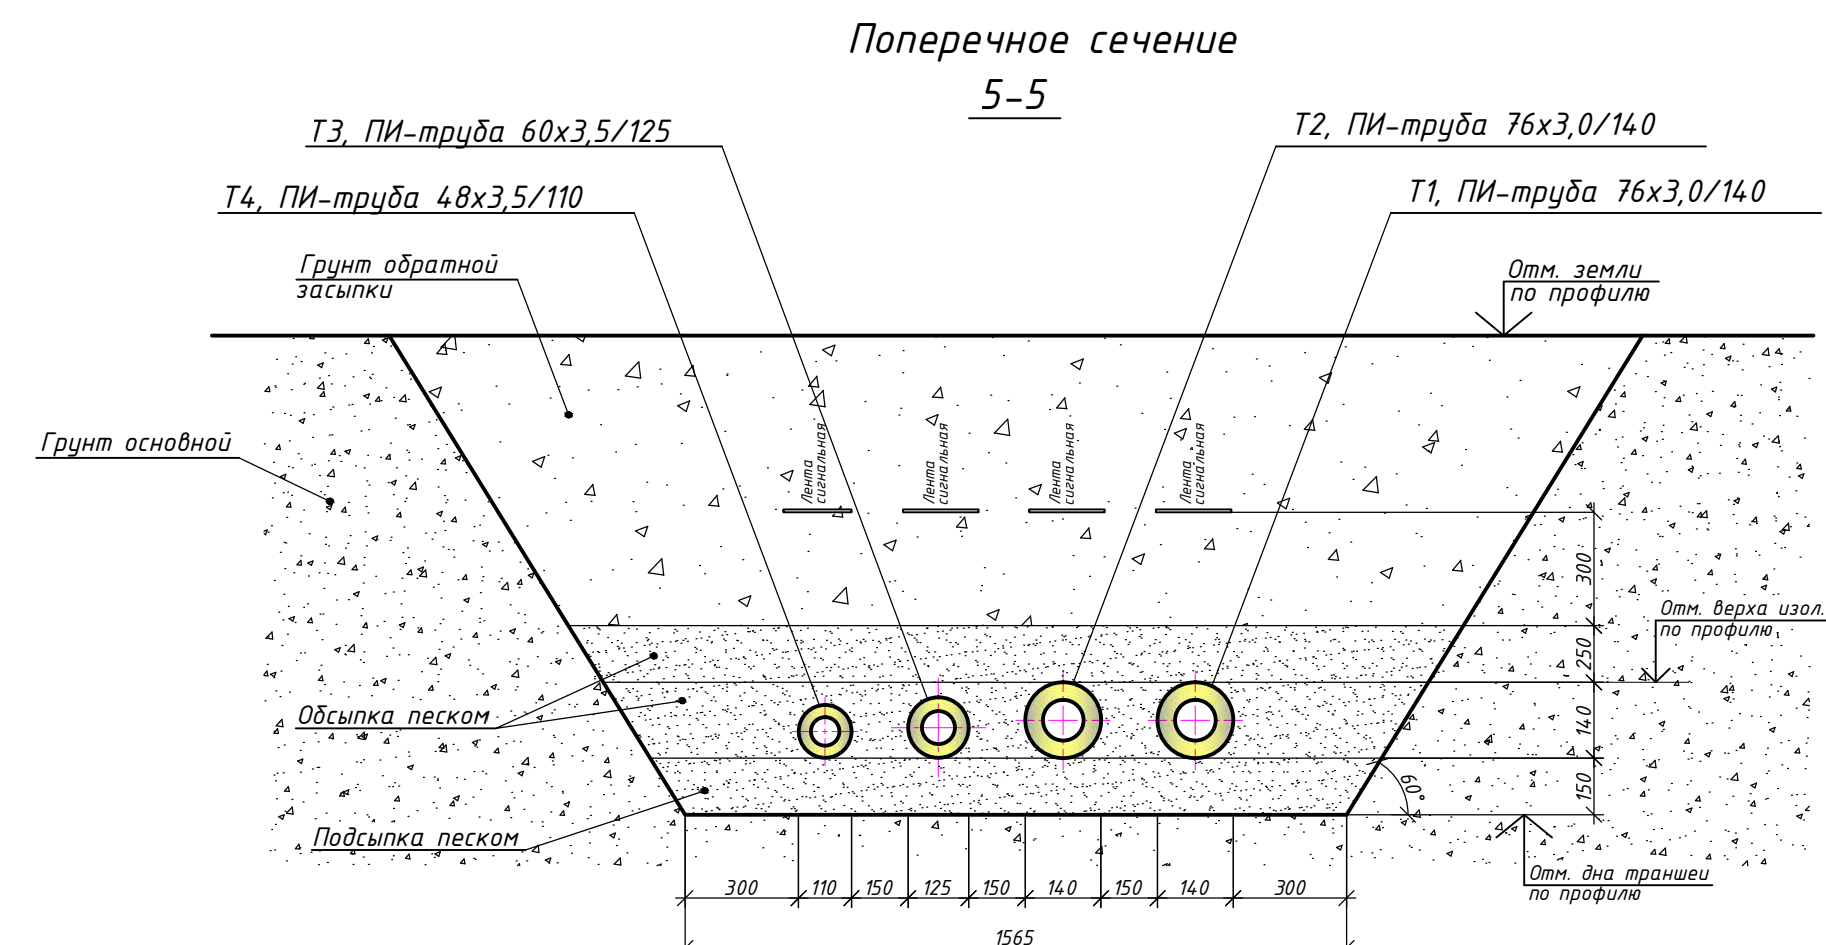 Поперечное сечение
5-5
Т3, ПИ-труба 60х3,5/125
Т2, ПИ-труба 76х3,0/140
Т4, ПИ-труба 48х3,5/110
Т1, ПИ-труба 76х3,0/140
Грунт обратной
засыпки
Отм. земли
по профилю
Грунт основной
Лента
сигнальная
Лента
сигнальная
Лента
сигнальная
Лента
сигнальная
300
Отм. верха изол.
по профилю
250
Обсыпка песком
140
60°
150
Подсыпка песком
Отм. дна траншеи
по профилю
300
110
150
125
150
140
150
140
300
1565